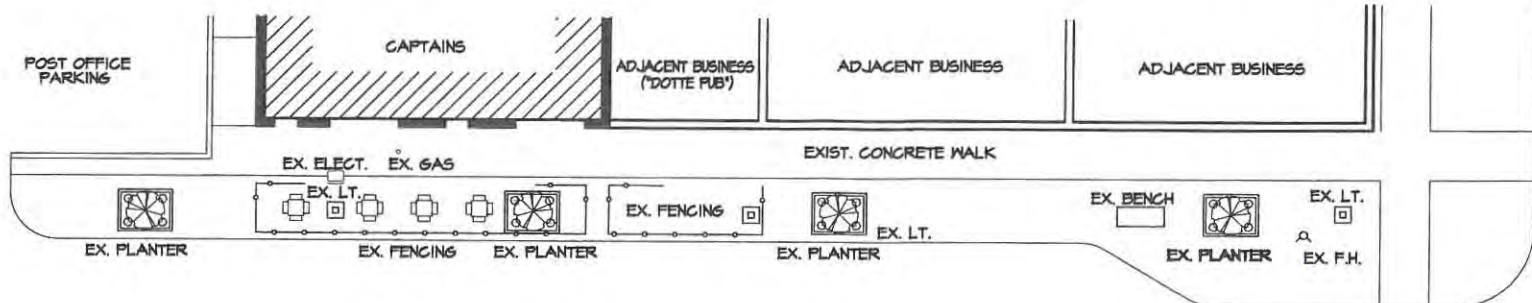 POST OFFICE
PARKING
CAPTAINS
ADJACENT BUSINESS
("DOTTE PUB")
ADJACENT BUSINESS
ADJACENT BUSINESS
EXIST. CONCRETE WALK
EX. ELECT.
EX. GAS
EX. LT.
EX. FENCING
EX. BENCH
EX. LT.
EX. PLANTER
EX. FENCING
EX. PLANTER
EX. PLANTER
EX. LT.
EX. PLANTER
EX. F.H.